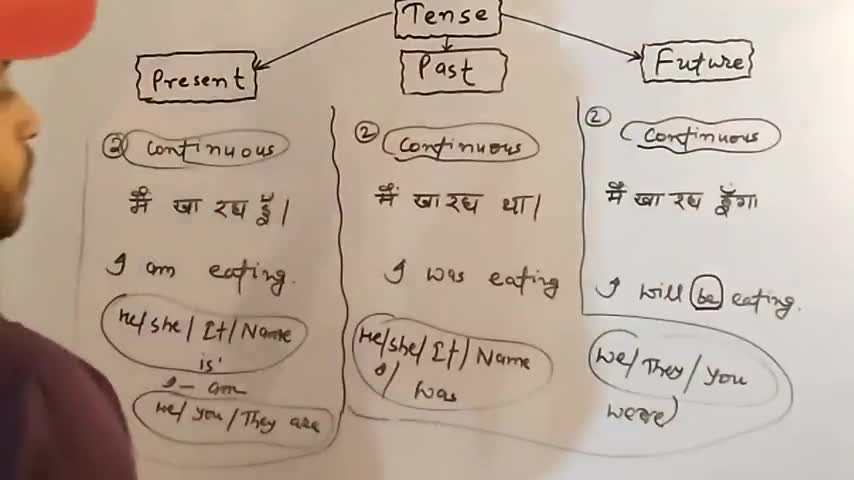 Tense
Present
Past
Future
② continuous
मैं खा रहा हूँ।
I am eating.
He/she/It/Name
is
I - am
we/you/They are
② continuous
मैं खा रहा था।
I was eating
He/she/It/Name
I/ was
② continuous
मैं खा रहा हूँगा
I will be eating.
we/They/you
were